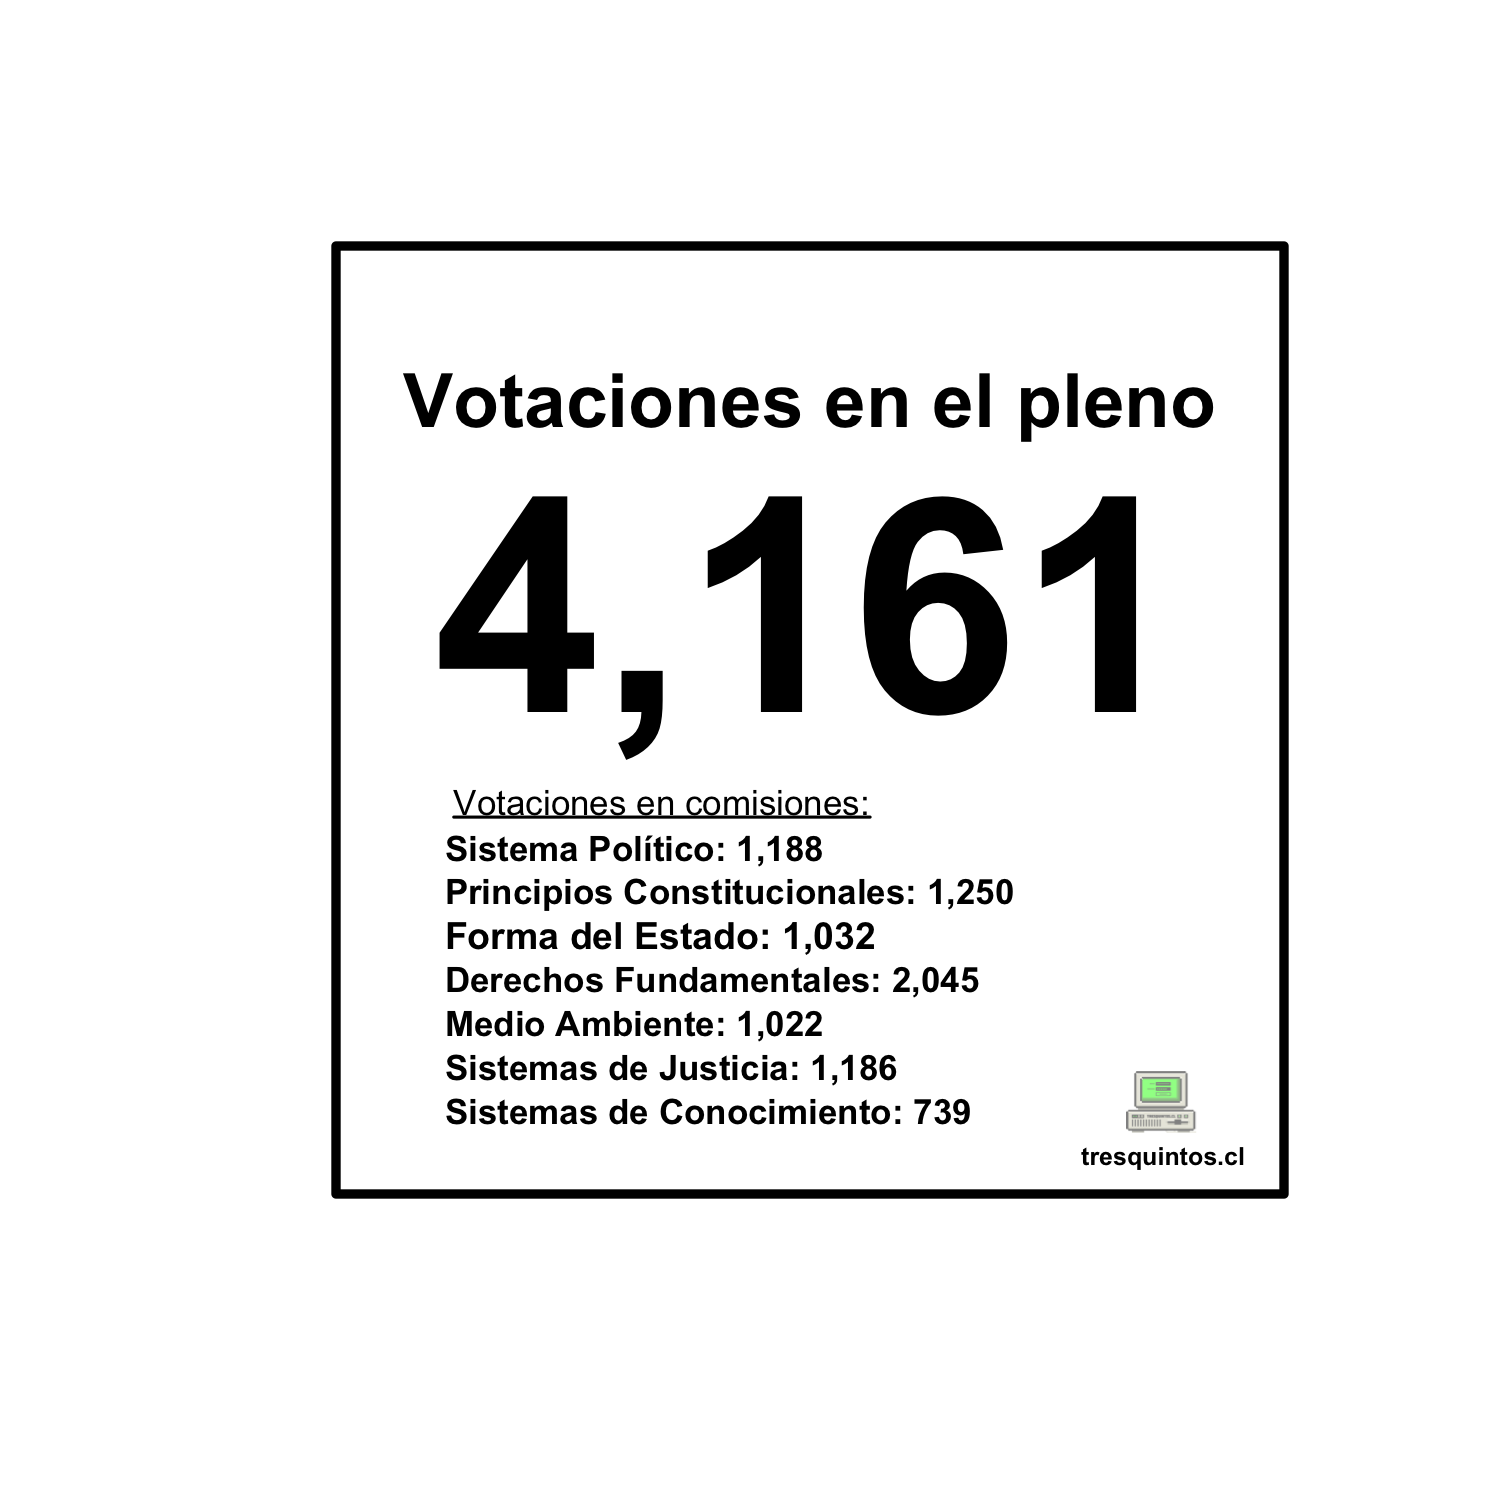 Votaciones en el pleno
4,161
Votaciones en comisiones:
Sistema Político: 1,188
Principios Constitucionales: 1,250
Forma del Estado: 1,032
Derechos Fundamentales: 2,045
Medio Ambiente: 1,022
Sistemas de Justicia: 1,186
Sistemas de Conocimiento: 739
tresquintos.cl